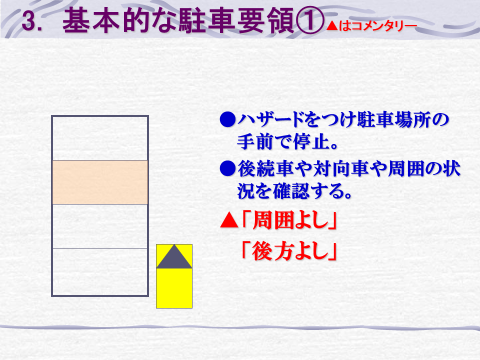 3. 基本的な駐車要領①▲はコメンタリー
●ハザードをつけ駐車場所の
手前で停止。
●後続車や対向車や周囲の状
況を確認する。
▲「周囲よし」
「後方よし」